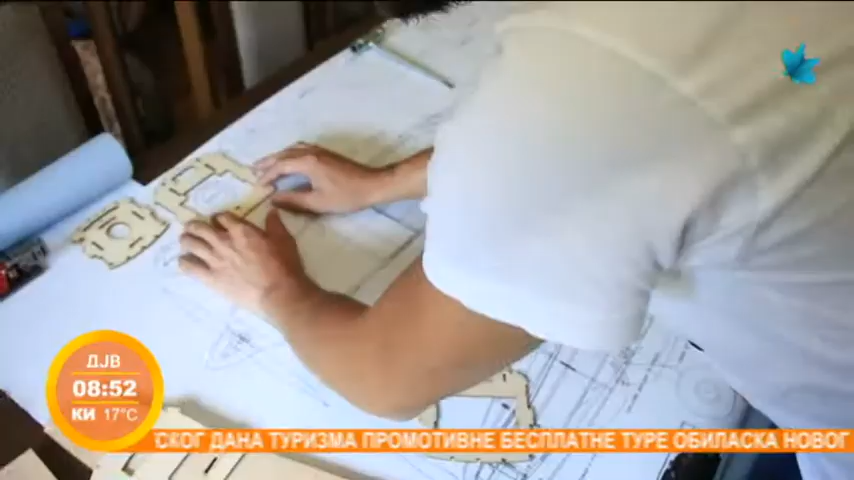 ДЈВ
08:52
КИ 17°C
СКОГ ДАНА ТУРИЗМА ПРОМОТИВНЕ БЕСПЛАТНЕ ТУРЕ ОБИЛАСКА НОВОГ